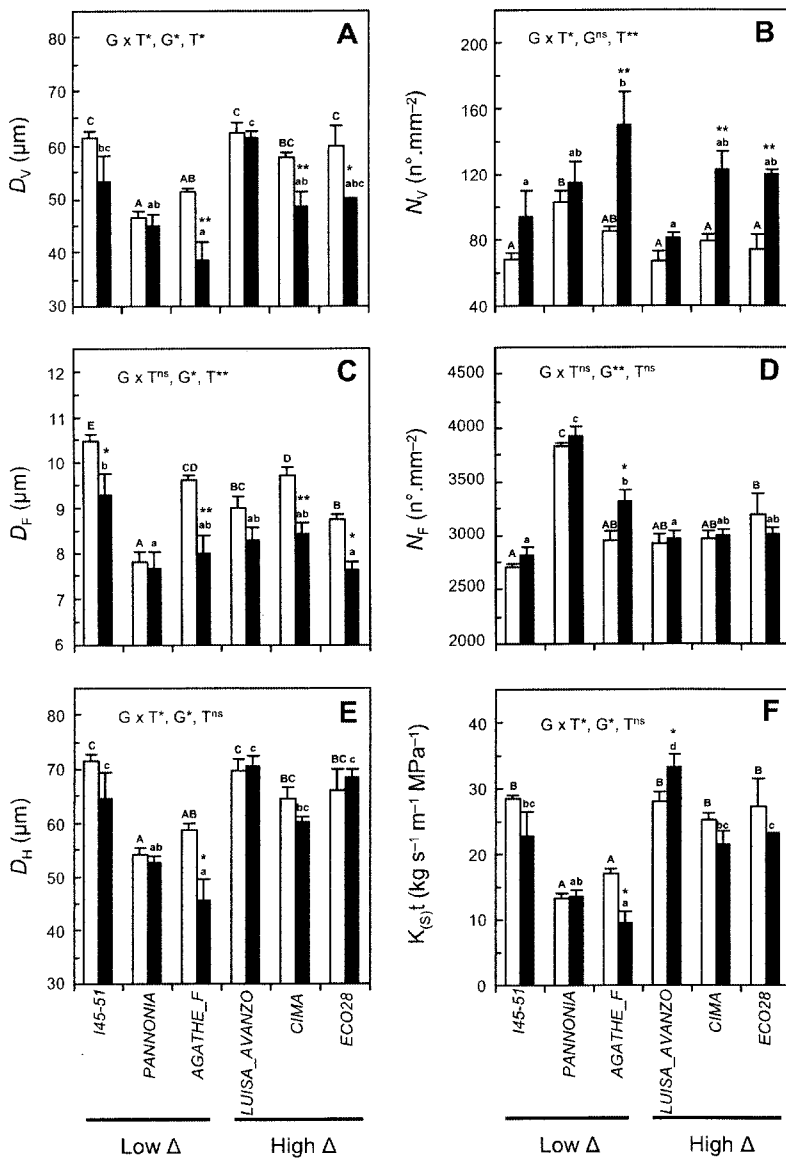 A
G x T*, G*, T*
D_V (µm)
80
70
60
50
40
30
C
bc
A
ab
AB
**
a
C
c
BC
**
ab
C
*
abc
B
G x T*, G^ns, T**
N_V (n°.mm⁻²)
200
160
120
80
40
A
a
B
ab
AB
**
b
A
a
A
**
ab
A
**
ab
C
G x T^ns, G*, T**
D_F (µm)
12
11
10
9
8
7
6
E
*
b
A
a
CD
**
ab
BC
ab
D
**
ab
B
*
a
D
G x T^ns, G**, T^ns
N_F (n°.mm⁻²)
4500
4000
3500
3000
2500
2000
A
a
C
c
AB
*
b
AB
a
AB
ab
B
ab
E
G x T*, G*, T^ns
D_H (µm)
80
70
60
50
40
30
C
c
A
ab
AB
*
a
C
c
BC
bc
BC
c
I45-51
PANNONIA
AGATHE_F
LUISA_AVANZO
CIMA
ECO28
Low Δ
High Δ
F
G x T*, G*, T^ns
K_(S)t (kg s⁻¹ m⁻¹ MPa⁻¹)
40
30
20
10
0
B
bc
A
ab
A
*
a
B
*
d
B
bc
B
c
I45-51
PANNONIA
AGATHE_F
LUISA_AVANZO
CIMA
ECO28
Low Δ
High Δ